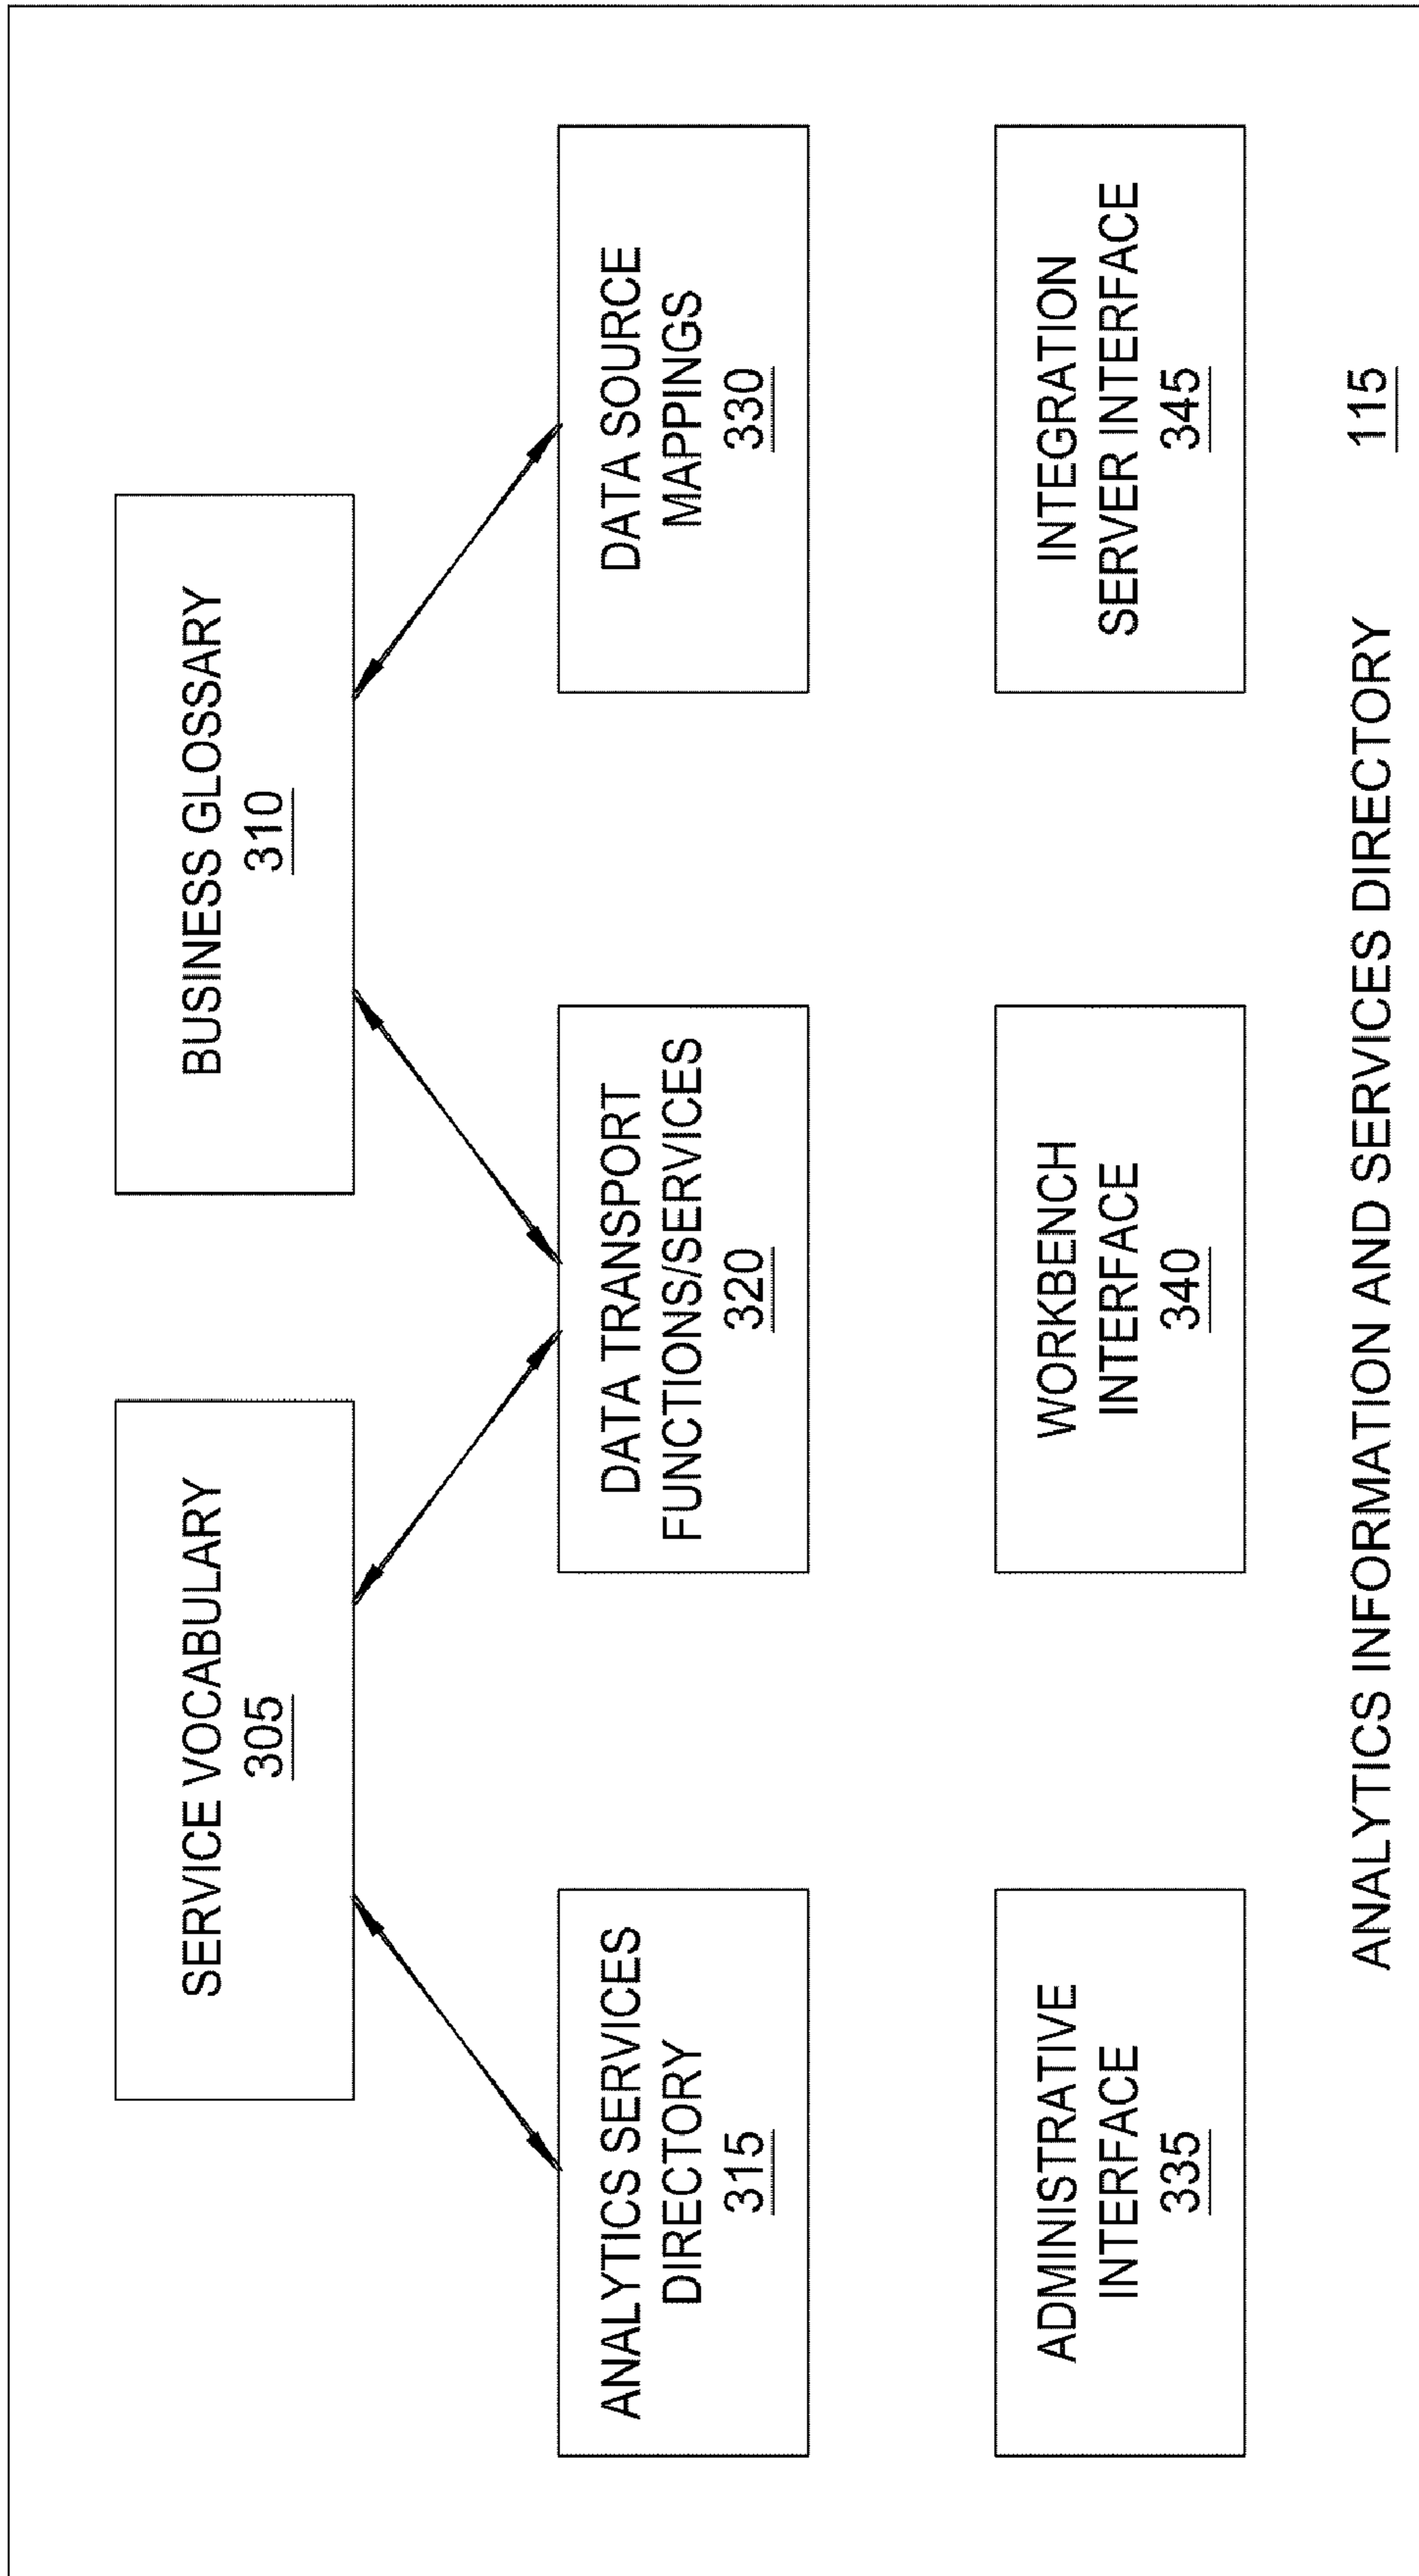 SERVICE VOCABULARY
305
BUSINESS GLOSSARY
310
ANALYTICS SERVICES
DIRECTORY
315
DATA TRANSPORT
FUNCTIONS/SERVICES
320
DATA SOURCE
MAPPINGS
330
ADMINISTRATIVE
INTERFACE
335
WORKBENCH
INTERFACE
340
INTEGRATION
SERVER INTERFACE
345
ANALYTICS INFORMATION AND SERVICES DIRECTORY 115